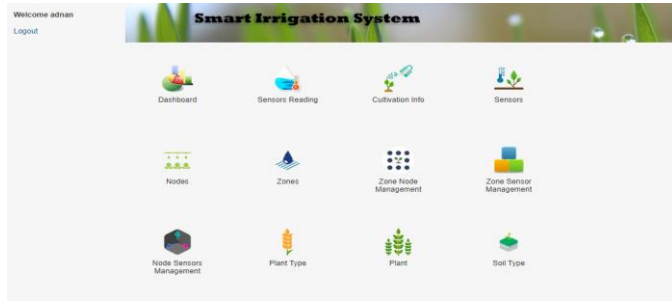 Welcome adnan
Logout
Smart Irrigation System
Dashboard
Sensors Reading
Cultivation Info
Sensors
Nodes
Zones
Zone Node
Management
Zone Sensor
Management
Node Sensors
Management
Plant Type
Plant
Soil Type